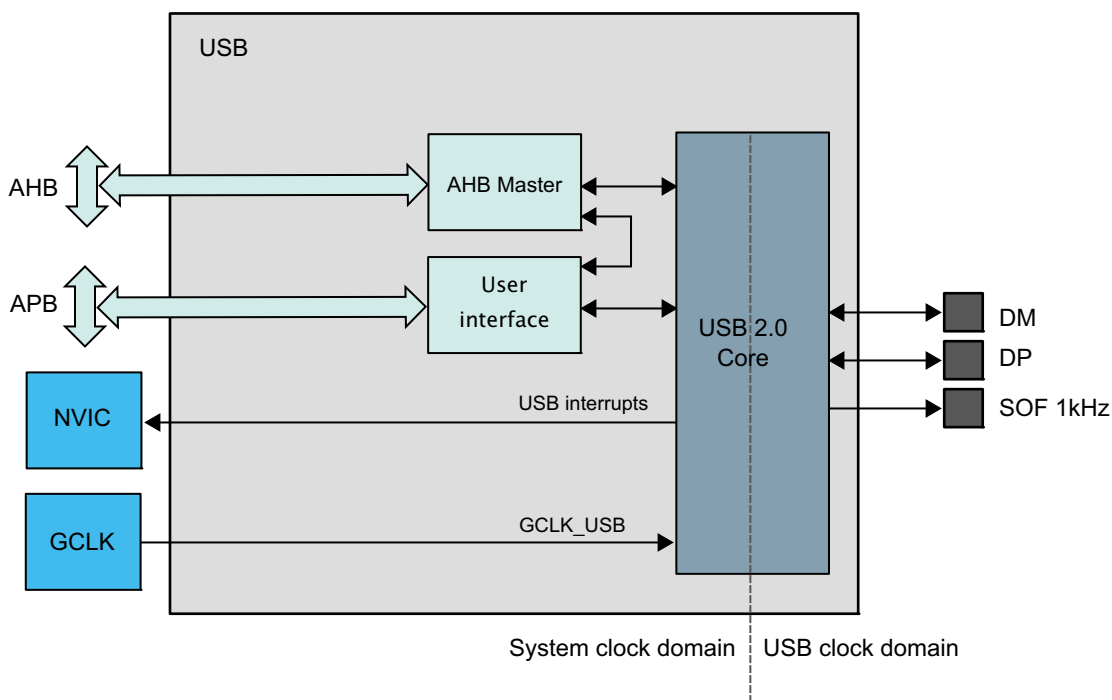 USB
AHB
AHB Master
APB
User
interface
USB 2.0
Core
DM
DP
SOF 1kHz
NVIC
USB interrupts
GCLK
GCLK_USB
System clock domain
USB clock domain